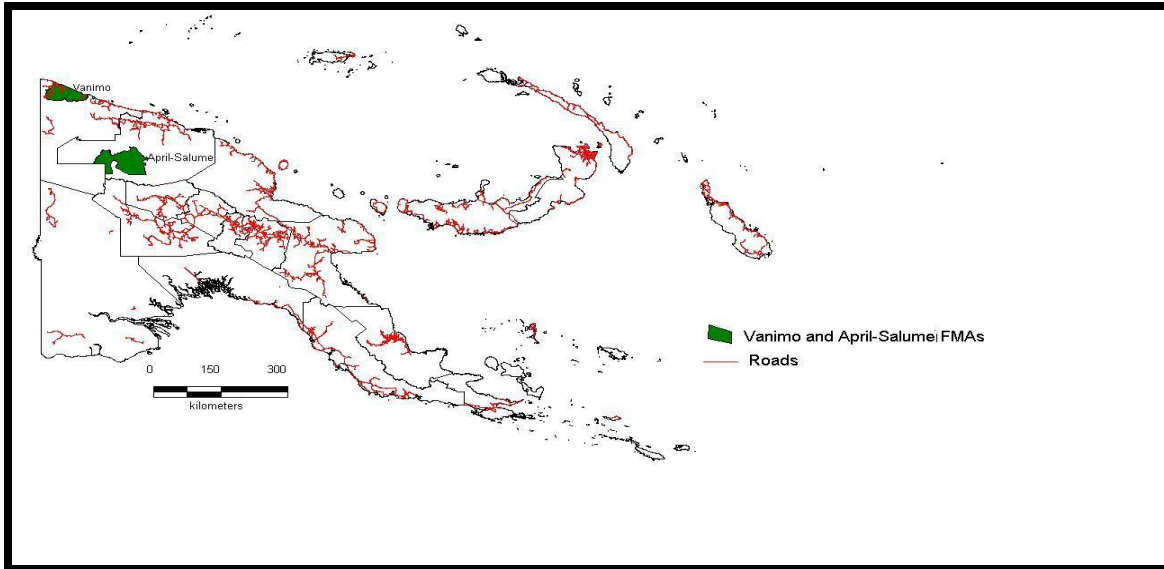 Vanimo
April-Salume
Vanimo and April-Salume FMAs
Roads
0 150 300
kilometers